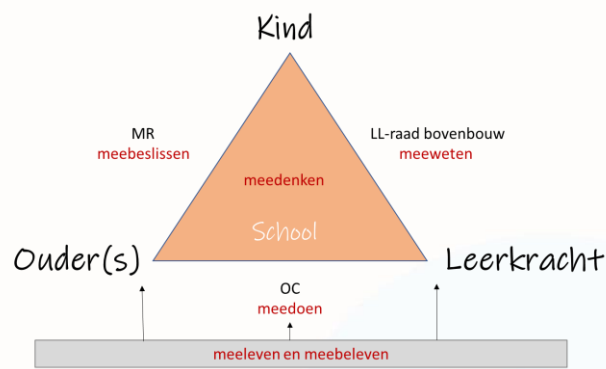 Kind
MR
meebeslissen
LL-raad bovenbouw
meeweten
meedenken
School
Ouder(s)
Leerkracht
OC
meedoen
meeleven en meebeleven